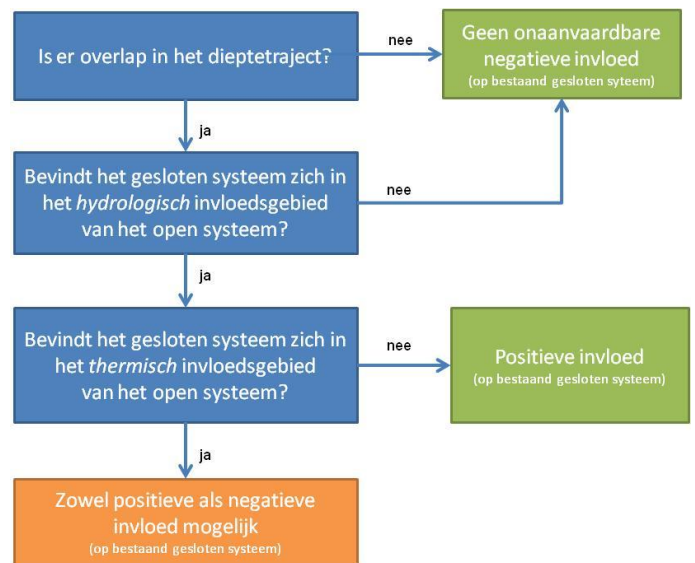 Is er overlap in het dieptetraject?
nee
Geen onaanvaardbare
negatieve invloed
(op bestaand gesloten syteem)
ja
Bevindt het gesloten systeem zich in
het hydrologisch invloedsgebied
van het open systeem?
nee
ja
Bevindt het gesloten systeem zich in
het thermisch invloedsgebied
van het open systeem?
nee
Positieve invloed
(op bestaand gesloten systeem)
ja
Zowel positieve als negatieve
invloed mogelijk
(op bestaand gesloten systeem)